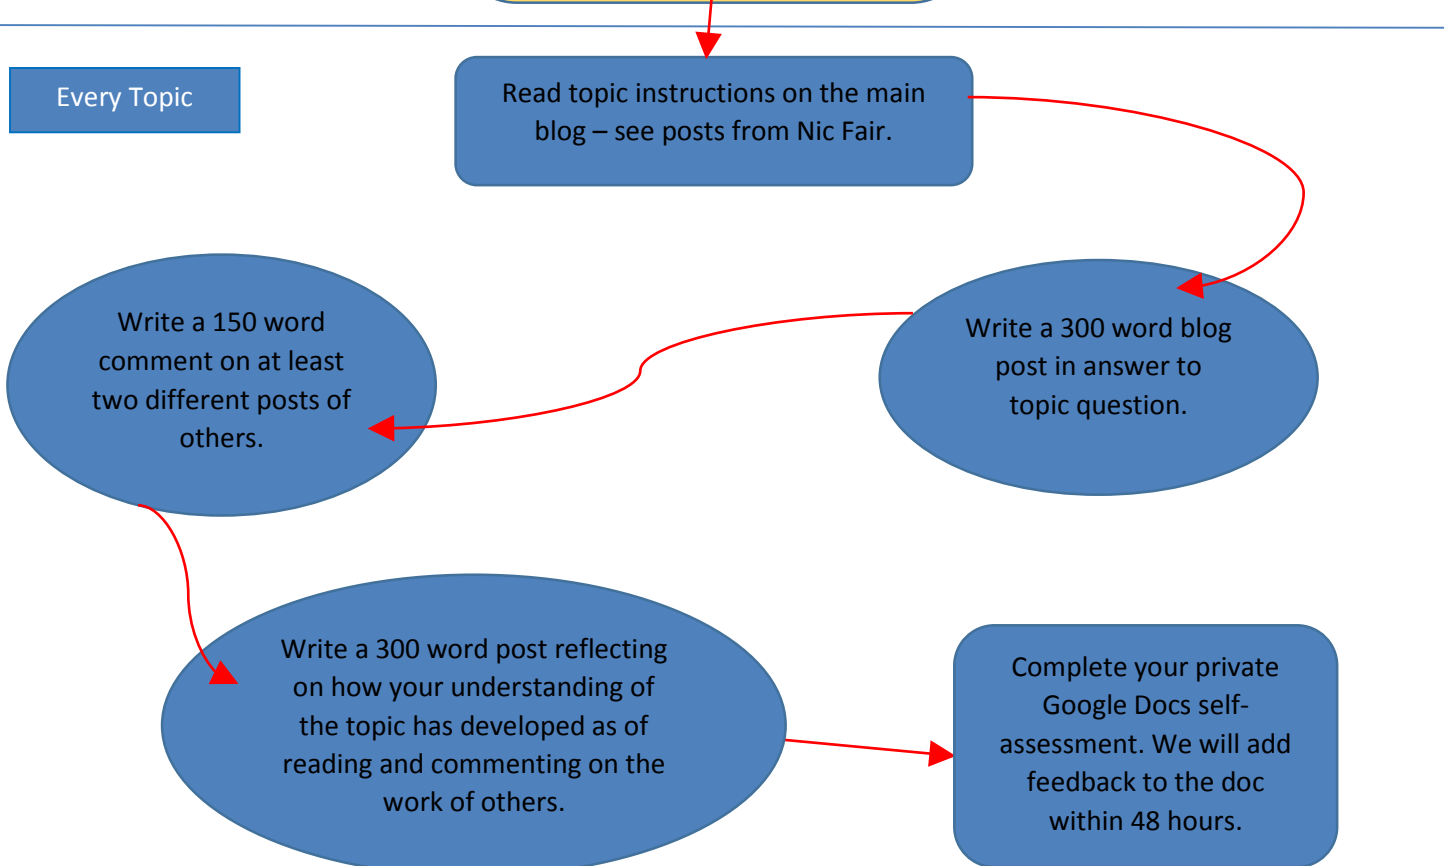 Every Topic
Read topic instructions on the main
blog – see posts from Nic Fair.
Write a 300 word blog
post in answer to
topic question.
Write a 150 word
comment on at least
two different posts of
others.
Write a 300 word post reflecting
on how your understanding of
the topic has developed as of
reading and commenting on the
work of others.
Complete your private
Google Docs self-
assessment. We will add
feedback to the doc
within 48 hours.